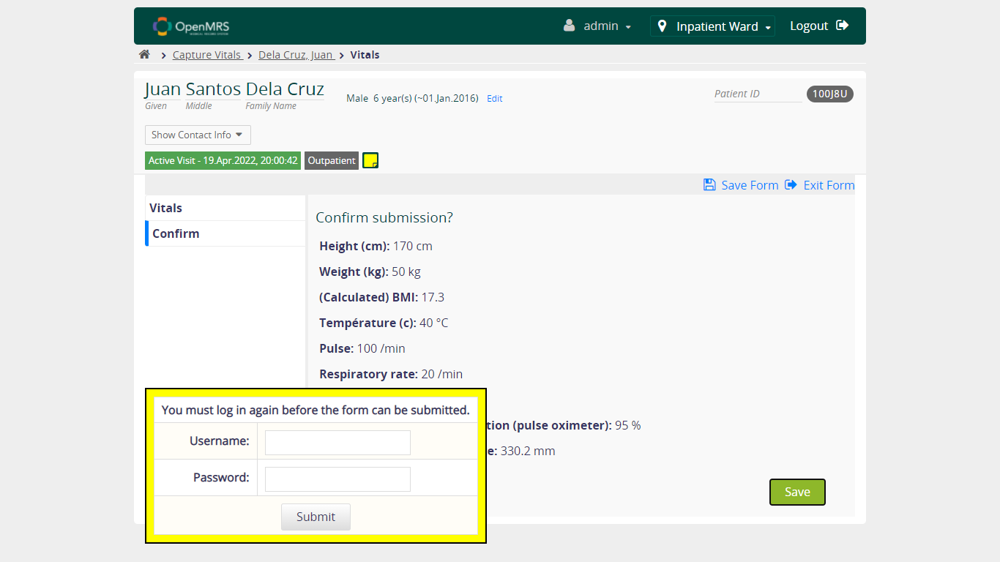 OpenMRS
admin
Inpatient Ward
Logout
Capture Vitals
Dela Cruz, Juan
Vitals
Juan Santos Dela Cruz
Given Middle Family Name
Male 6 year(s) (~01.Jan.2016) Edit
Patient ID 100J8U
Show Contact Info
Active Visit - 19.Apr.2022, 20:00:42 Outpatient
Save Form Exit Form
Vitals
Confirm
Confirm submission?
Height (cm): 170 cm
Weight (kg): 50 kg
(Calculated) BMI: 17.3
Température (c): 40 °C
Pulse: 100 /min
Respiratory rate: 20 /min
tion (pulse oximeter): 95 %
e: 330.2 mm
Save
You must log in again before the form can be submitted.
Username:
Password:
Submit